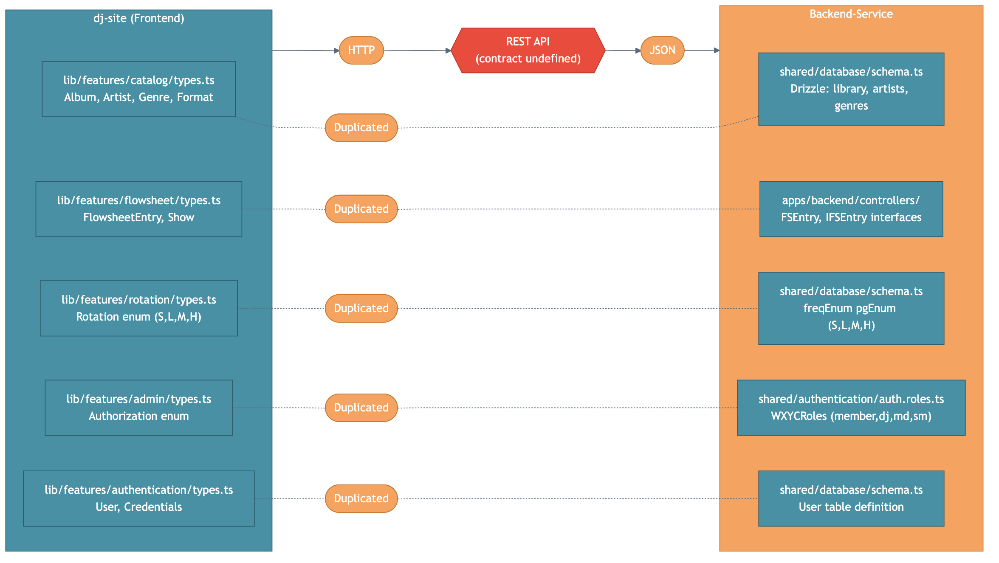 dj-site (Frontend)
Backend-Service
HTTP
REST API
(contract undefined)
JSON
lib/features/catalog/types.ts
Album, Artist, Genre, Format
Duplicated
shared/database/schema.ts
Drizzle: library, artists,
genres
lib/features/flowsheet/types.ts
FlowsheetEntry, Show
Duplicated
apps/backend/controllers/
FSEntry, IFSEntry interfaces
lib/features/rotation/types.ts
Rotation enum (S,L,M,H)
Duplicated
shared/database/schema.ts
freqEnum pgEnum
(S,L,M,H)
lib/features/admin/types.ts
Authorization enum
Duplicated
shared/authentication/auth.roles.ts
WXYCRoles (member,dj,md,sm)
lib/features/authentication/types.ts
User, Credentials
Duplicated
shared/database/schema.ts
User table definition